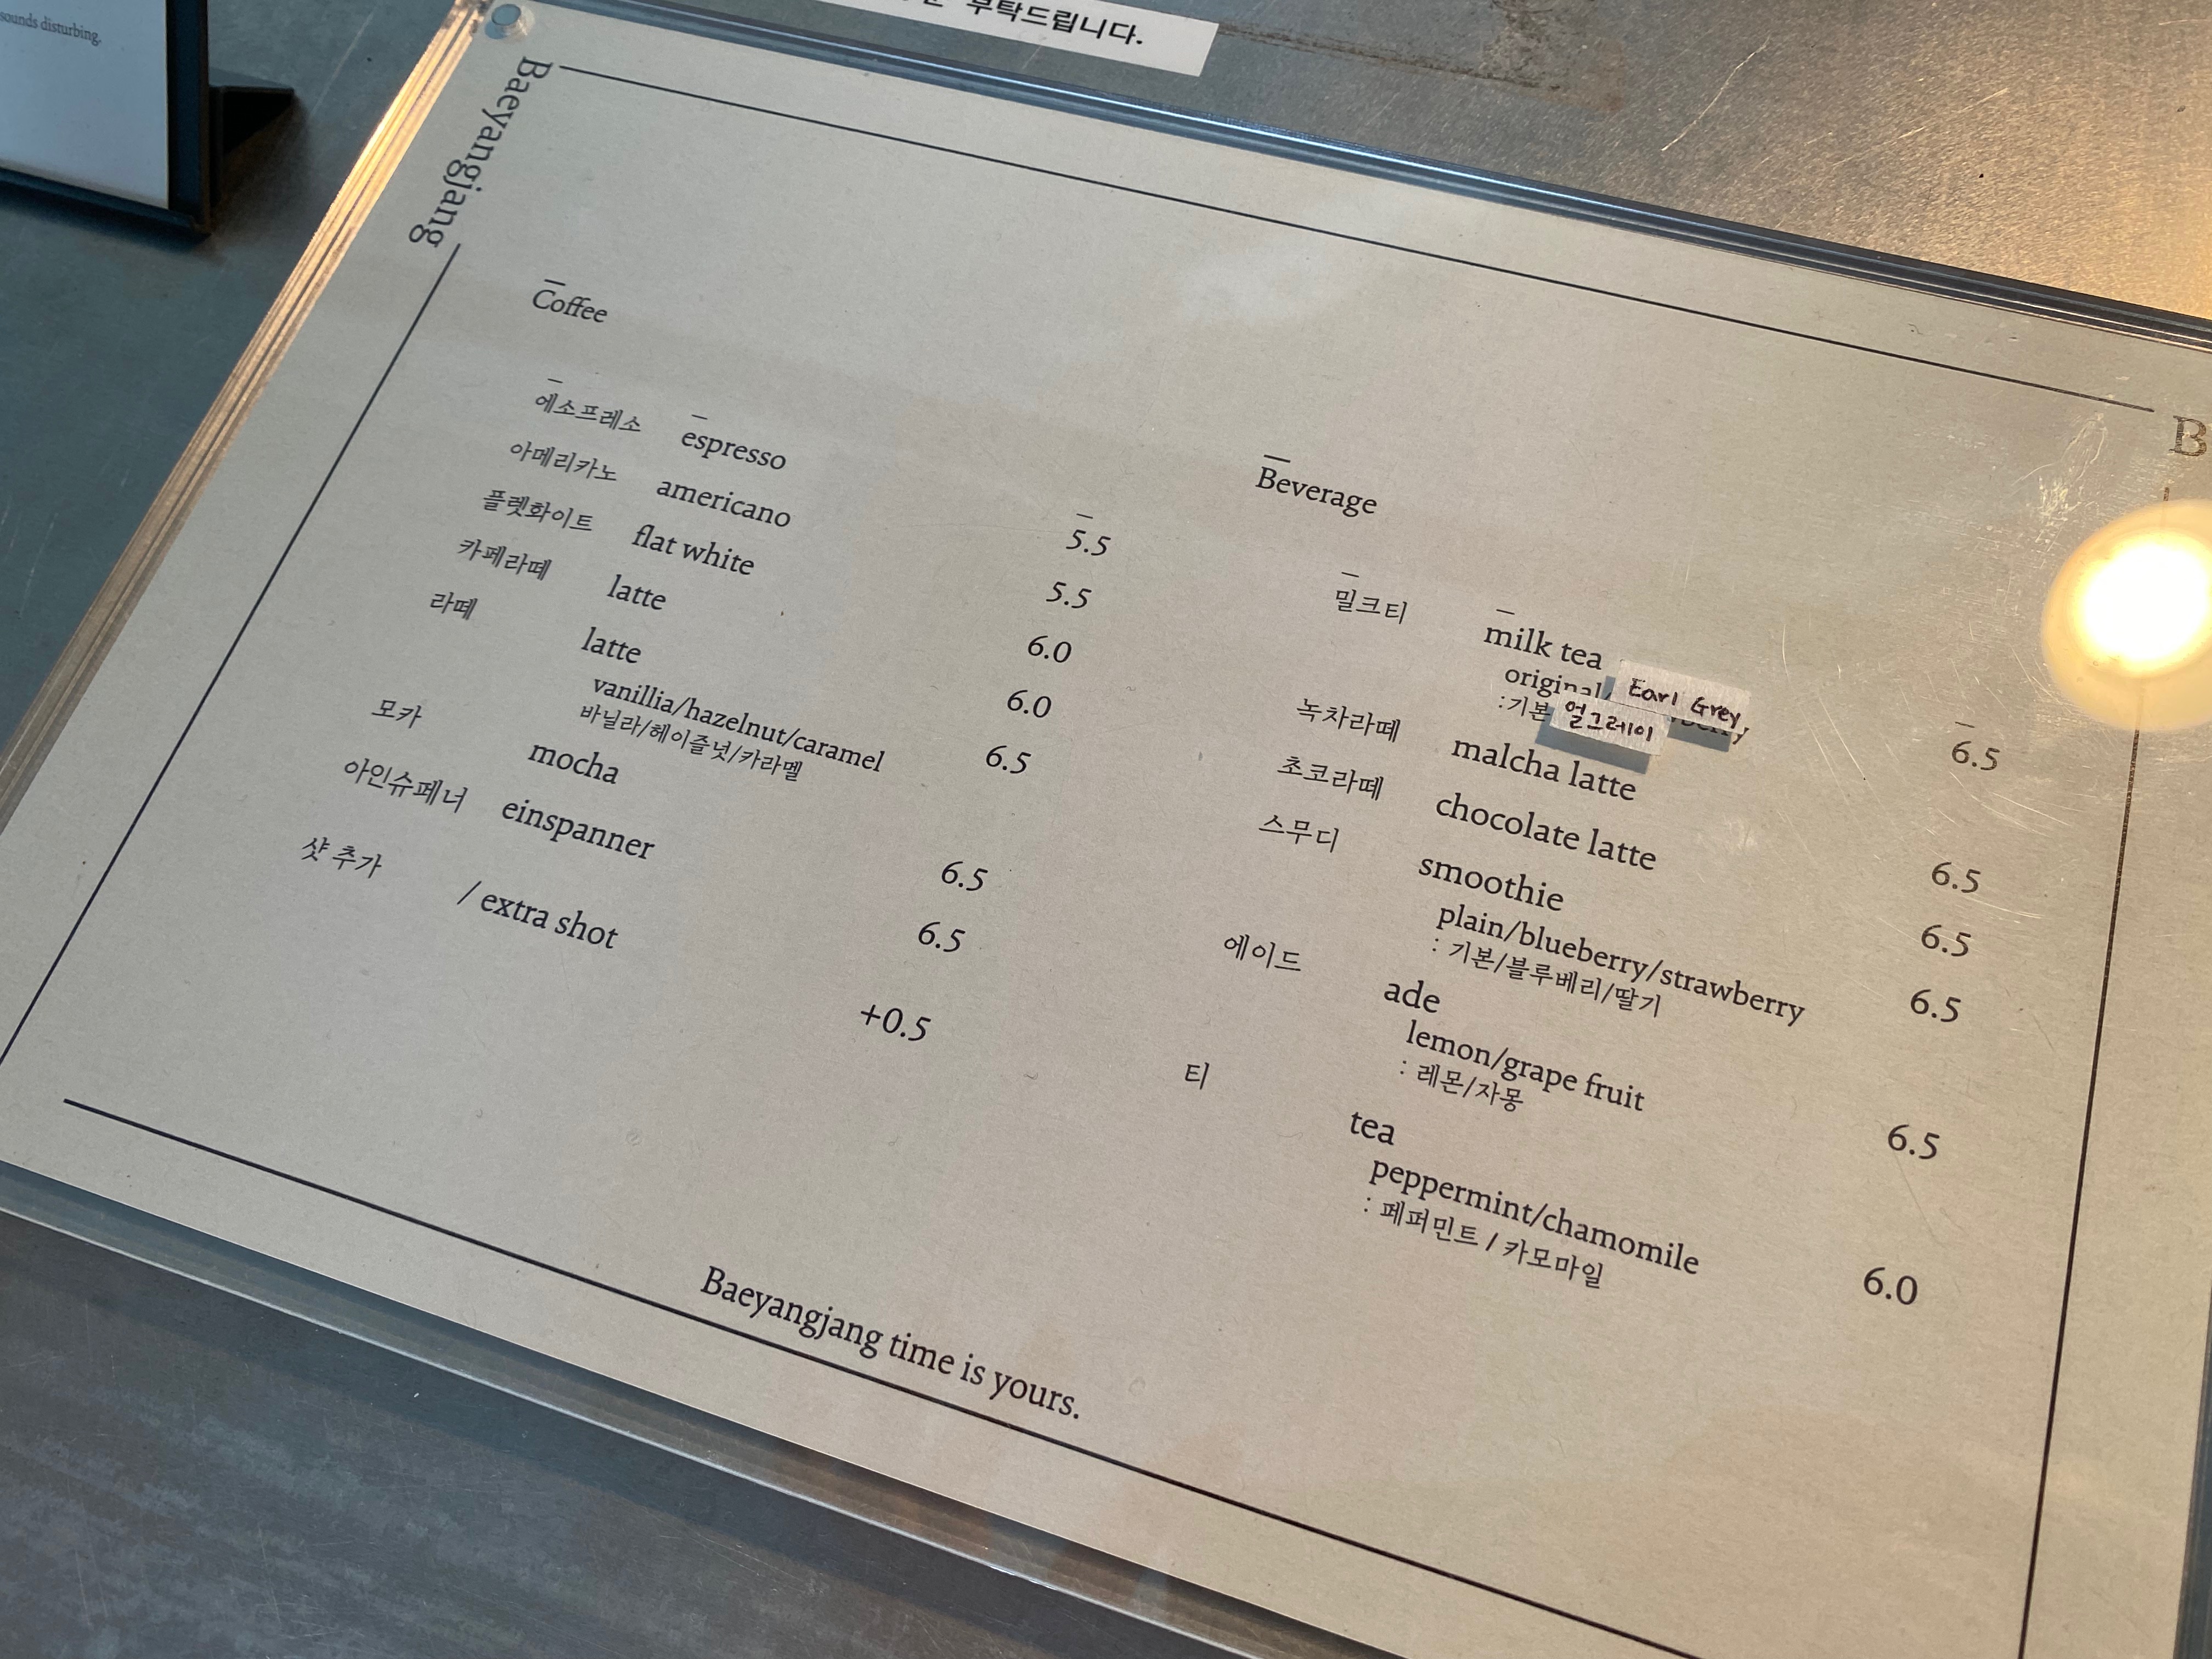 sounds disturbing.
부탁드립니다.
Baeyangjang
Coffee
에소프레소 espresso 5.5
아메리카노 americano 5.5
플렛화이트 flat white 6.0
카페라떼 latte 6.0
라떼 latte 6.5
vanillia/hazelnut/caramel
바닐라/헤이즐넛/카라멜
모카 mocha 6.5
아인슈페너 einspanner 6.5
샷 추가 / extra shot +0.5
Beverage
밀크티 milk tea 6.5
original/ Earl Grey,
:기본 얼그레이
녹차라떼 malcha latte 6.5
초코라떼 chocolate latte 6.5
스무디 smoothie 6.5
plain/blueberry/strawberry
: 기본/블루베리/딸기
에이드 ade 6.5
lemon/grape fruit
: 레몬/자몽
티 tea 6.0
peppermint/chamomile
: 페퍼민트 / 카모마일
Baeyangjang time is yours.
B